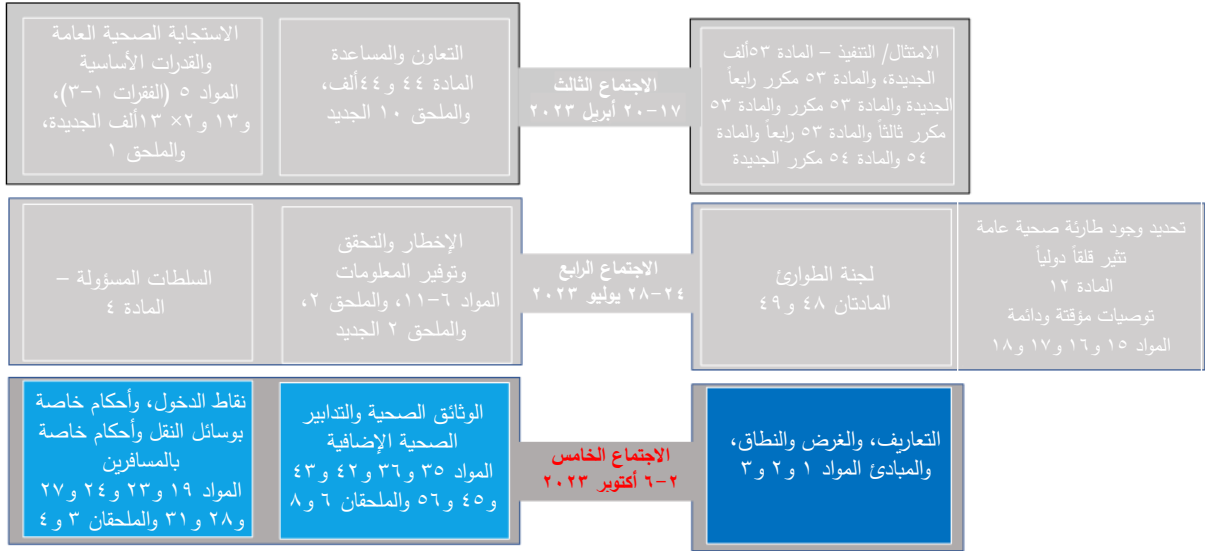 الامتثال/ التنفيذ – المادة ٥٣ألف
الجديدة، والمادة ٥٣ مكرر رابعاً
الجديدة والمادة ٥٣ مكرر والمادة ٥٣
مكرر ثالثاً والمادة ٥٣ رابعاً والمادة
٥٤ والمادة ٥٤ مكرر الجديدة
الاجتماع الثالث
١٧-٢٠ أبريل ٢٠٢٣
التعاون والمساعدة
المادة ٤٤ و٤٤ألف،
والملحق ١٠ الجديد
الاستجابة الصحية العامة
والقدرات الأساسية
المواد ٥ (الفقرات ١-٣)،
و١٣ و٢× ١٣ألف الجديدة،
والملحق ١
تحديد وجود طارئة صحية عامة
تثير قلقاً دولياً
المادة ١٢
توصيات مؤقتة ودائمة
المواد ١٥ و١٦ و١٧ و١٨
لجنة الطوارئ
المادتان ٤٨ و٤٩
الاجتماع الرابع
٢٤-٢٨ يوليو ٢٠٢٣
الإخطار والتحقق
وتوفير المعلومات
المواد ٦-١١، والملحق ٢،
والملحق ٢ الجديد
السلطات المسؤولة –
المادة ٤
التعاريف، والغرض والنطاق،
والمبادئ المواد ١ و٢ و٣
الاجتماع الخامس
٢-٦ أكتوبر ٢٠٢٣
الوثائق الصحية والتدابير
الصحية الإضافية
المواد ٣٥ و٣٦ و٤٢ و٤٣
و٤٥ و٥٦ والملحقان ٦ و٨
نقاط الدخول، وأحكام خاصة
بوسائل النقل وأحكام خاصة
بالمسافرين
المواد ١٩ و٢٣ و٢٤ و٢٧
و٢٨ و٣١ والملحقان ٣ و٤